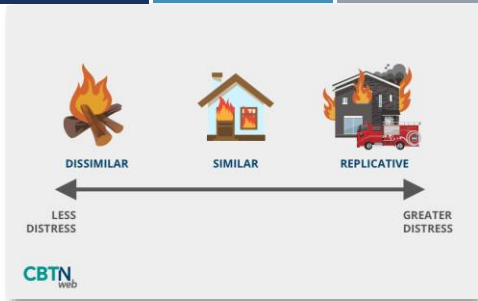 DISSIMILAR SIMILAR REPLICATIVE
LESS
DISTRESS
GREATER
DISTRESS
CBTN
web